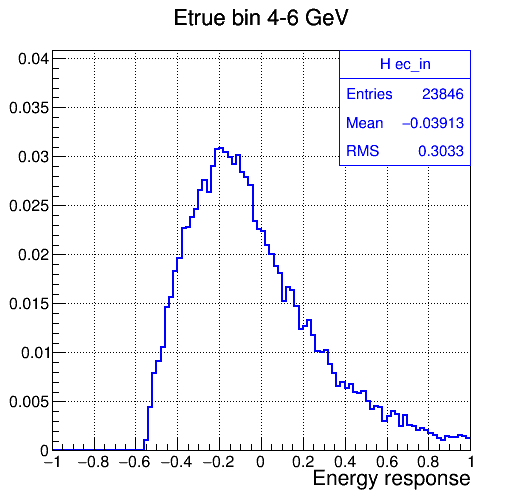 Etrue bin 4-6 GeV
H ec_in
Entries 23846
Mean −0.03913
RMS 0.3033
0.04
0.035
0.03
0.025
0.02
0.015
0.01
0.005
0
−1 −0.8 −0.6 −0.4 −0.2 0 0.2 0.4 0.6 0.8 1
Energy response